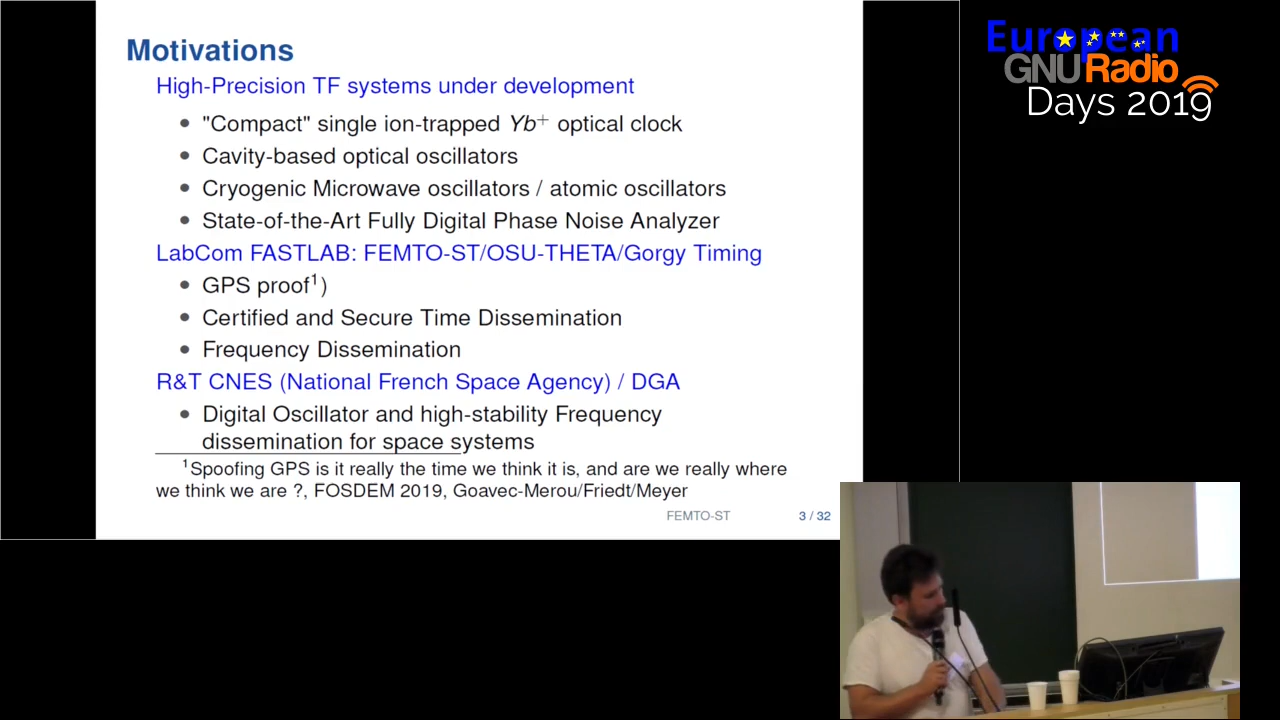 Motivations
High-Precision TF systems under development
"Compact" single ion-trapped Yb+ optical clock
Cavity-based optical oscillators
Cryogenic Microwave oscillators / atomic oscillators
State-of-the-Art Fully Digital Phase Noise Analyzer
LabCom FASTLAB: FEMTO-ST/OSU-THETA/Gorgy Timing
GPS proof1)
Certified and Secure Time Dissemination
Frequency Dissemination
R&T CNES (National French Space Agency) / DGA
Digital Oscillator and high-stability Frequency
dissemination for space systems
1Spoofing GPS is it really the time we think it is, and are we really where
we think we are ?, FOSDEM 2019, Goavec-Merou/Friedt/Meyer
FEMTO-ST 3 / 32
European
GNURadio
Days 2019